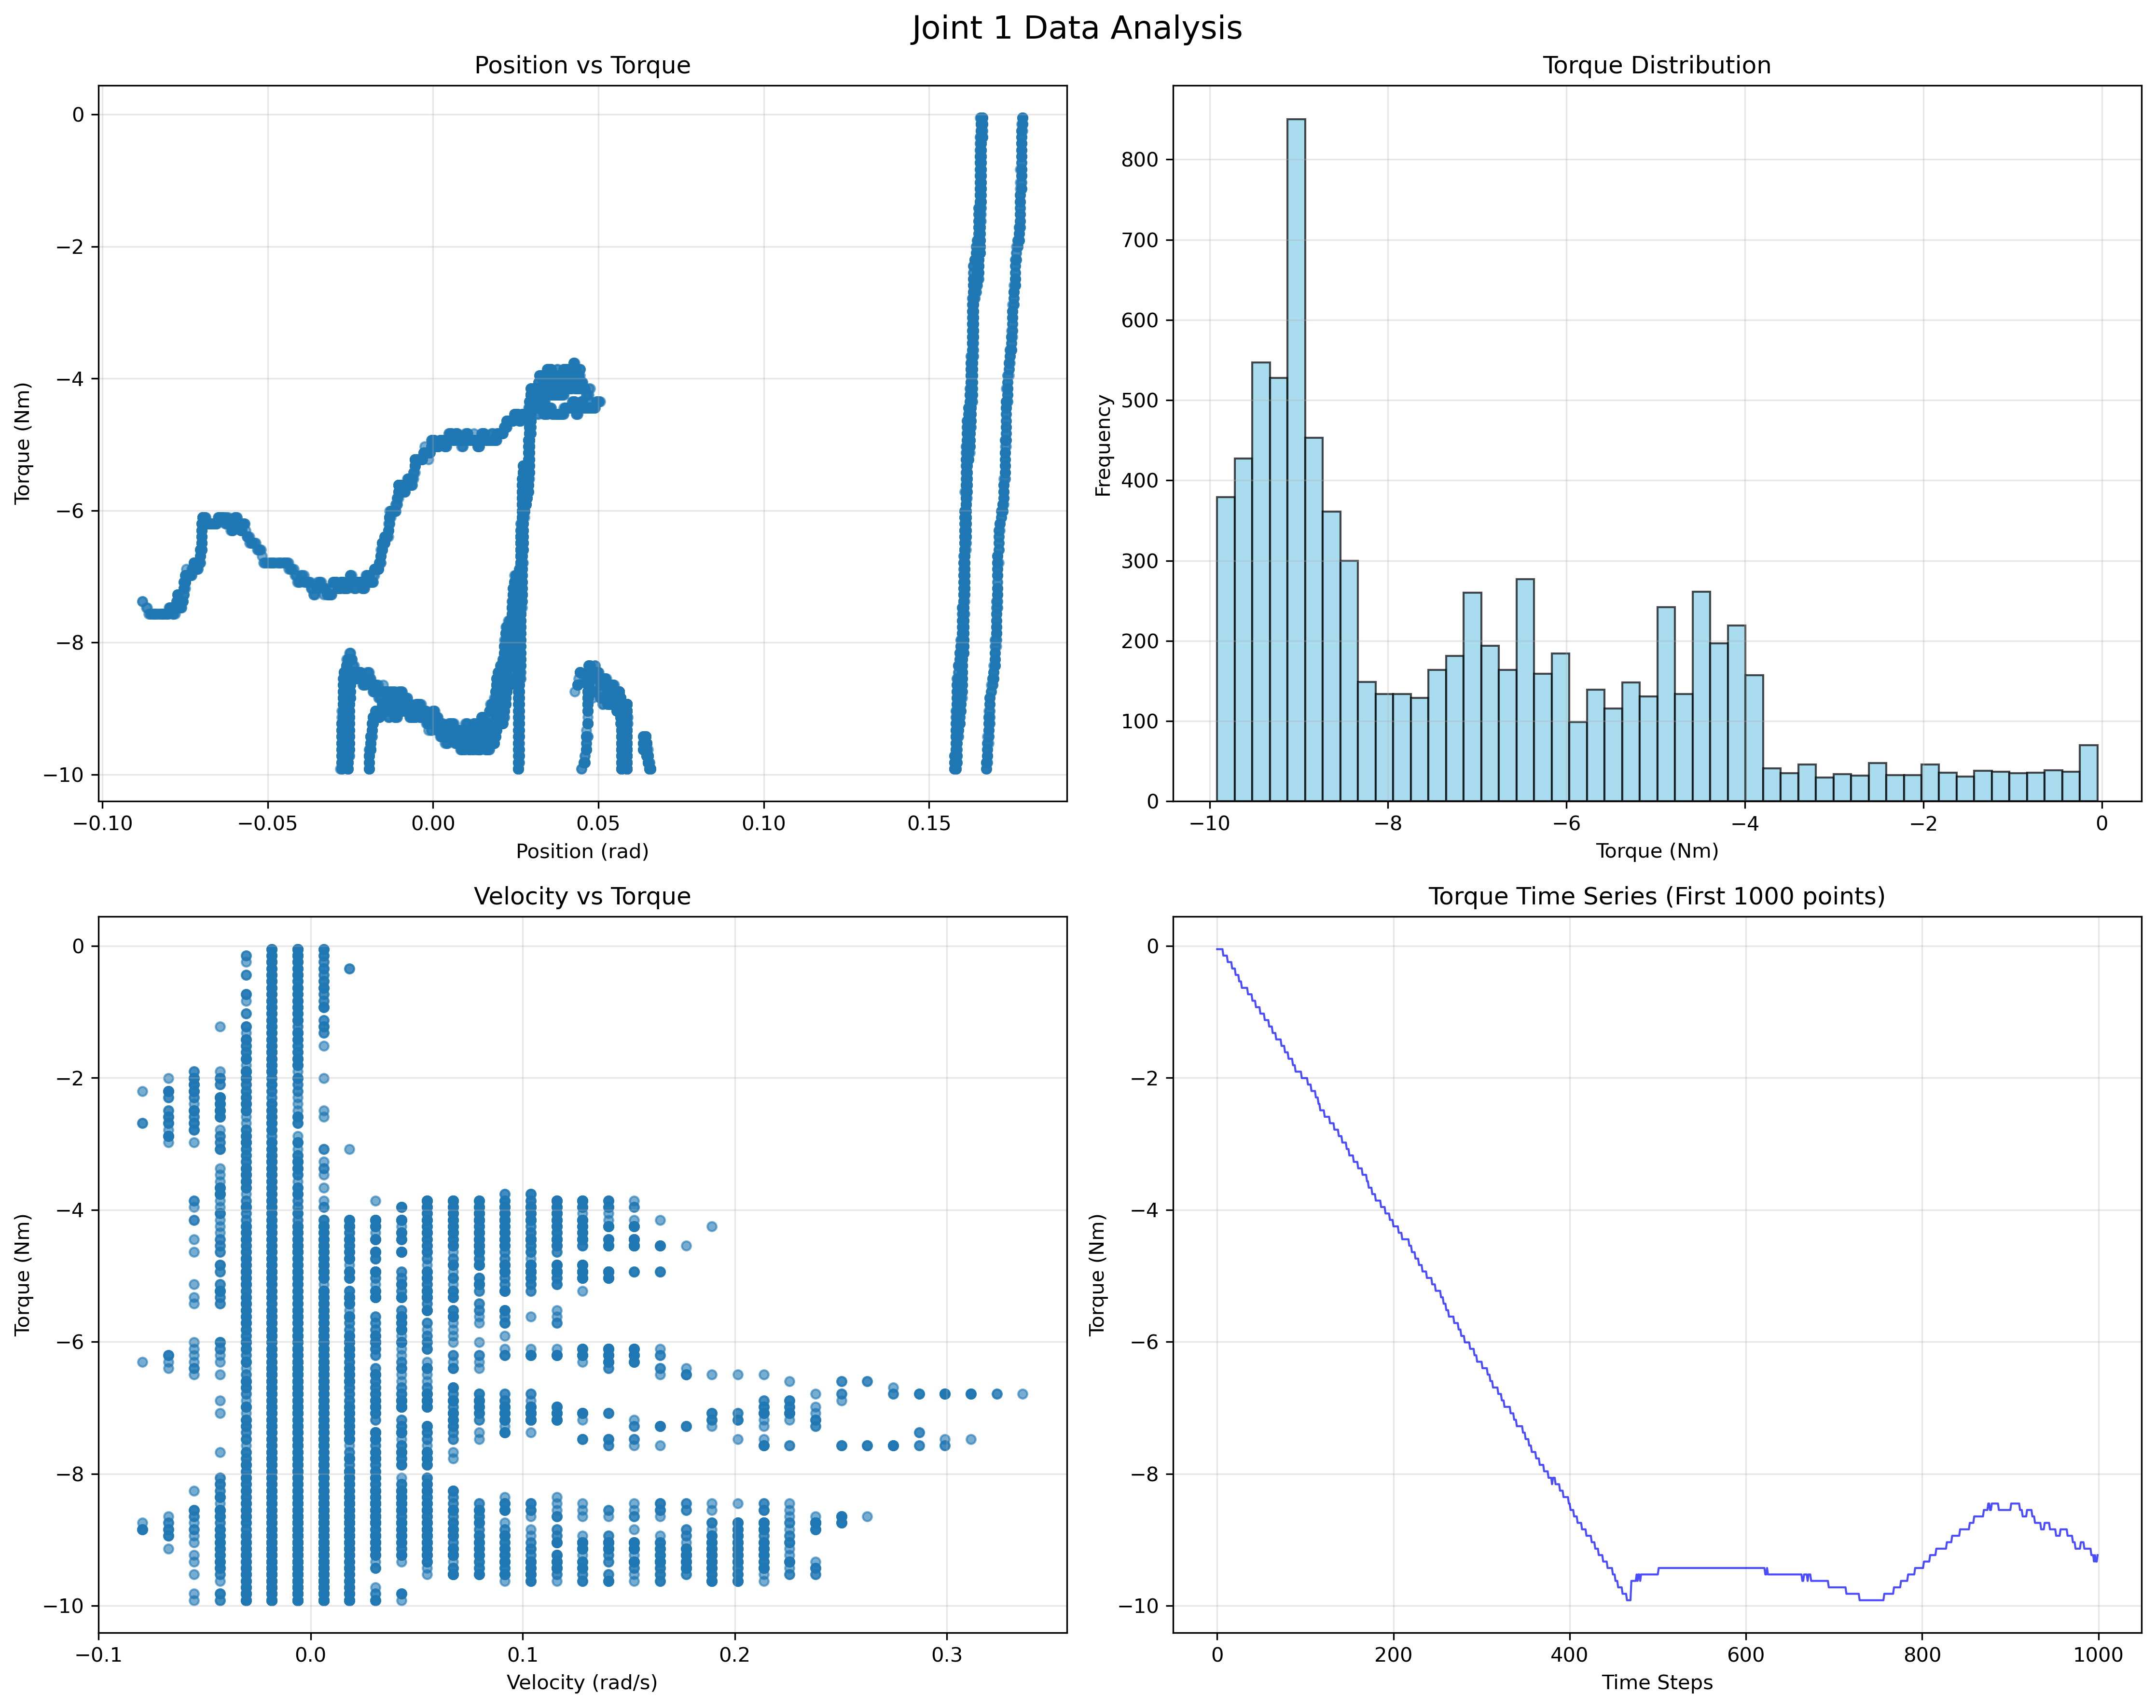 Joint 1 Data Analysis
Position vs Torque
Torque (Nm)
0
−2
−4
−6
−8
−10
−0.10 −0.05 0.00 0.05 0.10 0.15
Position (rad)
Torque Distribution
Frequency
800
700
600
500
400
300
200
100
0
−10 −8 −6 −4 −2 0
Torque (Nm)
Velocity vs Torque
Torque (Nm)
0
−2
−4
−6
−8
−10
−0.1 0.0 0.1 0.2 0.3
Velocity (rad/s)
Torque Time Series (First 1000 points)
Torque (Nm)
0
−2
−4
−6
−8
−10
0 200 400 600 800 1000
Time Steps